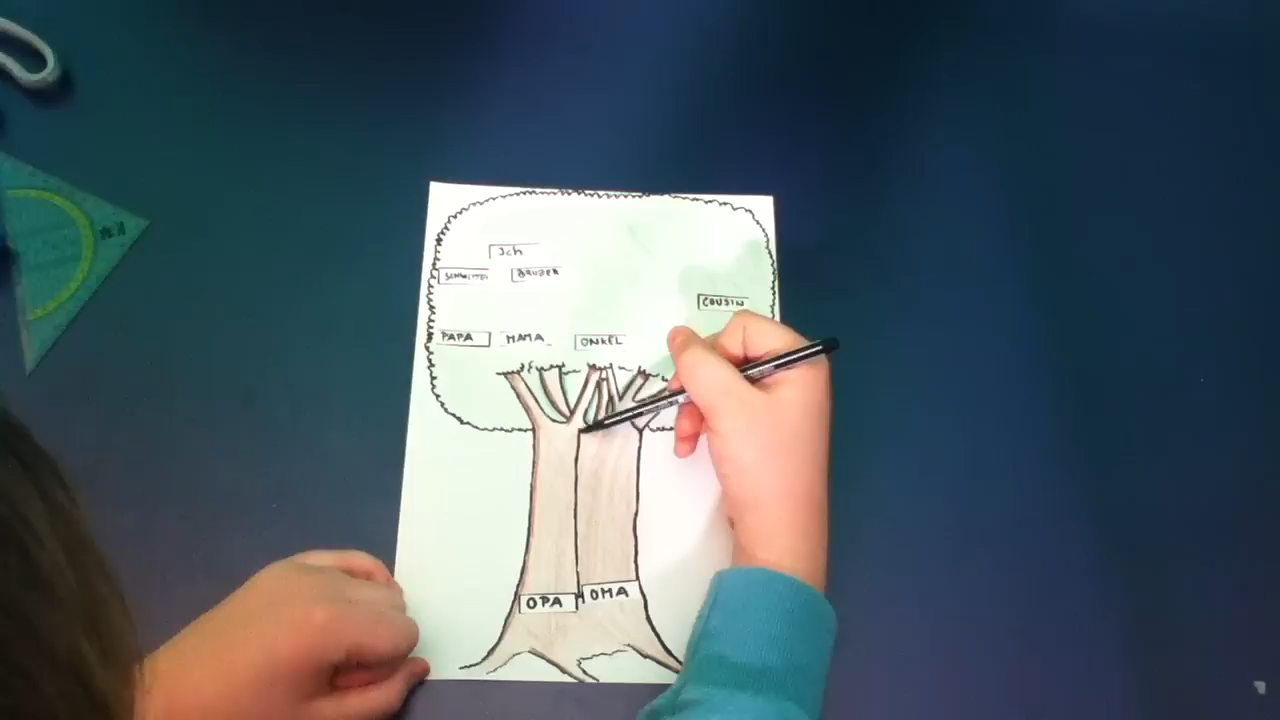 Ich
SCHWESTER BRUDER
COUSIN
PAPA MAMA ONKEL
OPA OMA